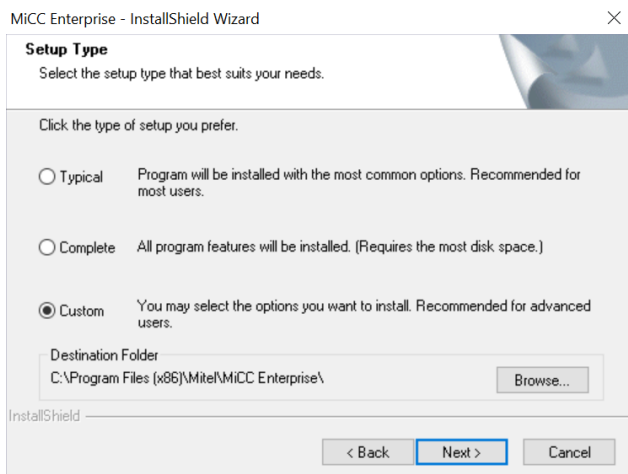 MiCC Enterprise - InstallShield Wizard
Setup Type
Select the setup type that best suits your needs.
Click the type of setup you prefer.
Typical
Program will be installed with the most common options. Recommended for
most users.
Complete
All program features will be installed. (Requires the most disk space.)
Custom
You may select the options you want to install. Recommended for advanced
users.
Destination Folder
C:\Program Files (x86)\Mitel\MiCC Enterprise\
Browse...
InstallShield
< Back
Next >
Cancel